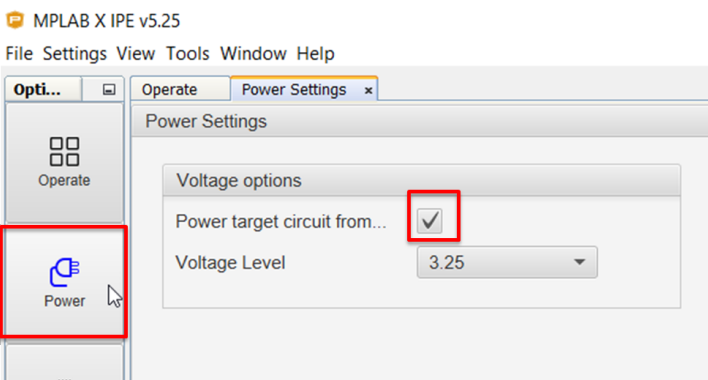 MPLAB X IPE v5.25
File Settings View Tools Window Help
Opti...
Operate
Power Settings
Power Settings
Operate
Voltage options
Power target circuit from...
Voltage Level
3.25
Power